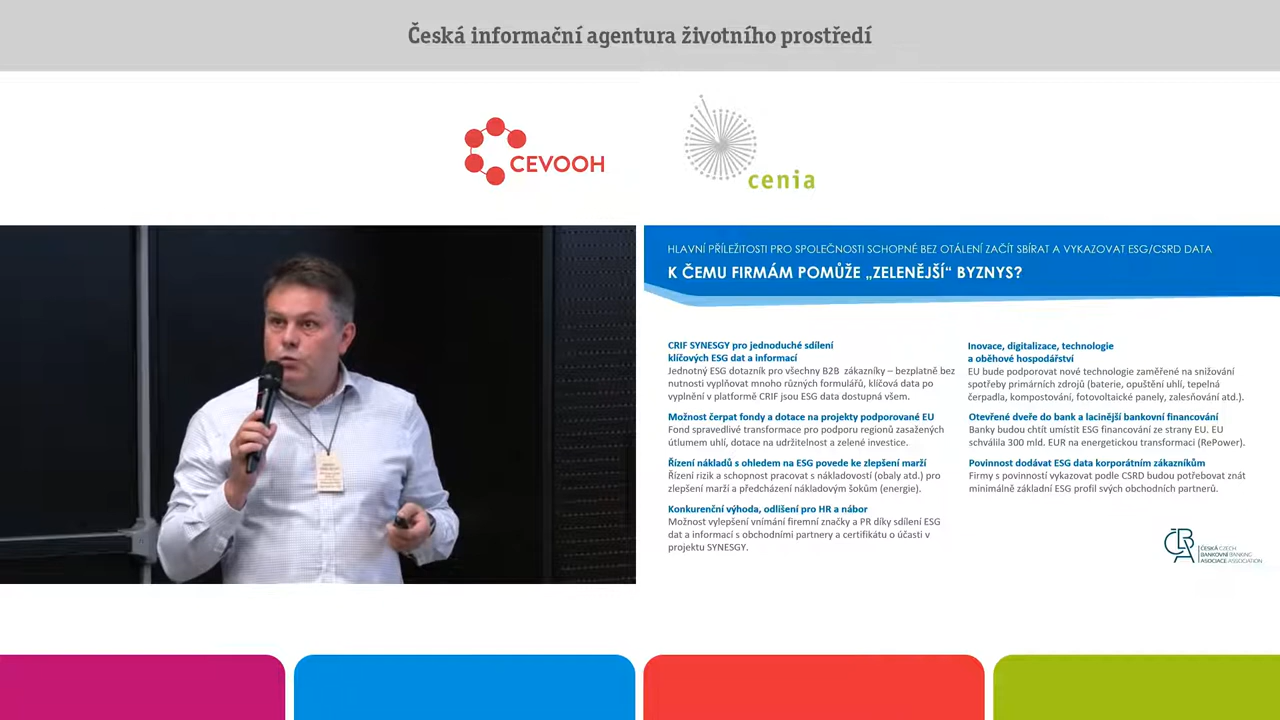 Česká informační agentura životního prostředí
CEVOOH
cenia
HLAVNÍ PŘÍLEŽITOSTI PRO SPOLEČNOSTI SCHOPNÉ BEZ OTÁLENÍ ZAČÍT SBÍRAT A VYKAZOVAT ESG/CSRD DATA
K ČEMU FIRMÁM POMŮŽE „ZELENĚJŠÍ“ BYZNYS?
CRIF SYNESGY pro jednoduché sdílení
klíčových ESG dat a informací
Jednotný ESG dotazník pro všechny B2B zákazníky – bezplatně bez
nutnosti vyplňovat mnoho různých formulářů, klíčová data po
vyplnění v platformě CRIF jsou ESG data dostupná všem.
Možnost čerpat fondy a dotace na projekty podporované EU
Fond spravedlivé transformace pro podporu regionů zasažených
útlumem uhlí, dotace na udržitelnost a zelené investice.
Řízení nákladů s ohledem na ESG povede ke zlepšení marží
Řízení rizik a schopnost pracovat s nákladovostí (obaly atd.) pro
zlepšení marží a předcházení nákladovým šokům (energie).
Konkurenční výhoda, odlišení pro HR a nábor
Možnost vylepšení vnímání firemní značky a PR díky sdílení ESG
dat a informací s obchodními partnery a certifikátu o účasti v
projektu SYNESGY.
Inovace, digitalizace, technologie
a oběhové hospodářství
EU bude podporovat nové technologie zaměřené na snižování
spotřeby primárních zdrojů (baterie, opuštění uhlí, tepelná
čerpadla, kompostování, fotovoltaické panely, zalesňování atd.).
Otevřené dveře do bank a lacinější bankovní financování
Banky budou chtít umístit ESG financování ze strany EU. EU
schválila 300 mld. EUR na energetickou transformaci (RePower).
Povinnost dodávat ESG data korporátním zákazníkům
Firmy s povinností vykazovat podle CSRD budou potřebovat znát
minimálně základní ESG profil svých obchodních partnerů.
ČBA
ČESKÁ CZECH
BANKOVNÍ BANKING
ASOCIACE ASSOCIATION